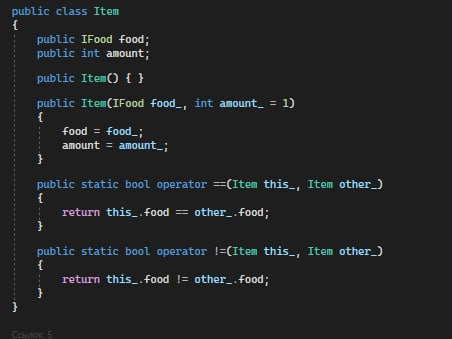 public class Item
{
public IFood food;
public int amount;
public Item() { }
public Item(IFood food_, int amount_ = 1)
{
food = food_;
amount = amount_;
}
public static bool operator ==(Item this_, Item other_)
{
return this_.food == other_.food;
}
public static bool operator !=(Item this_, Item other_)
{
return this_.food != other_.food;
}
}
Ссылок: 5